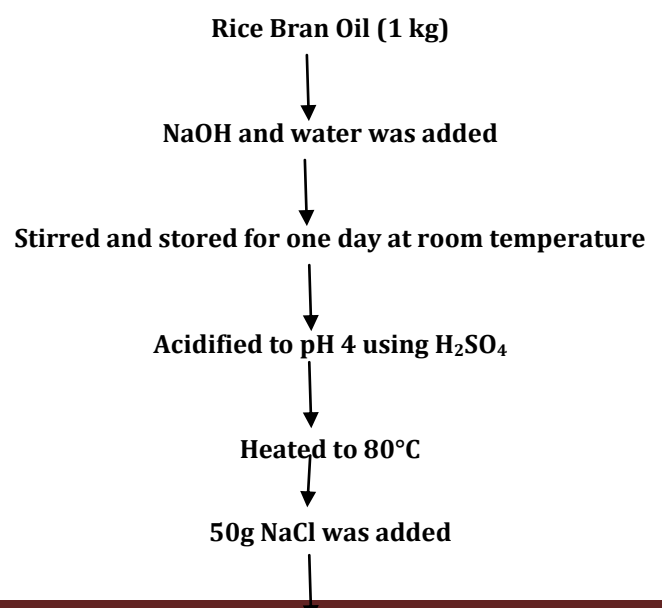 Rice Bran Oil (1 kg)
NaOH and water was added
Stirred and stored for one day at room temperature
Acidified to pH 4 using H₂SO₄
Heated to 80°C
50g NaCl was added